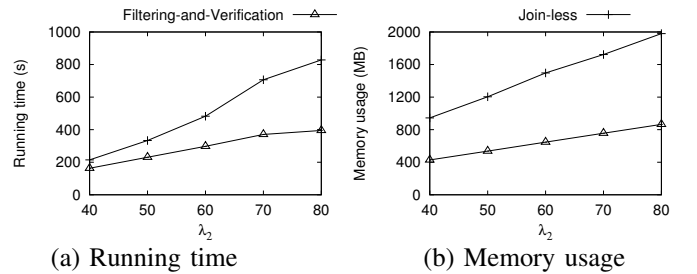 Filtering-and-Verification
Join-less
Running time (s)
1000
800
600
400
200
0
40 50 60 70 80
λ2
(a) Running time
Memory usage (MB)
2000
1600
1200
800
400
0
40 50 60 70 80
λ2
(b) Memory usage